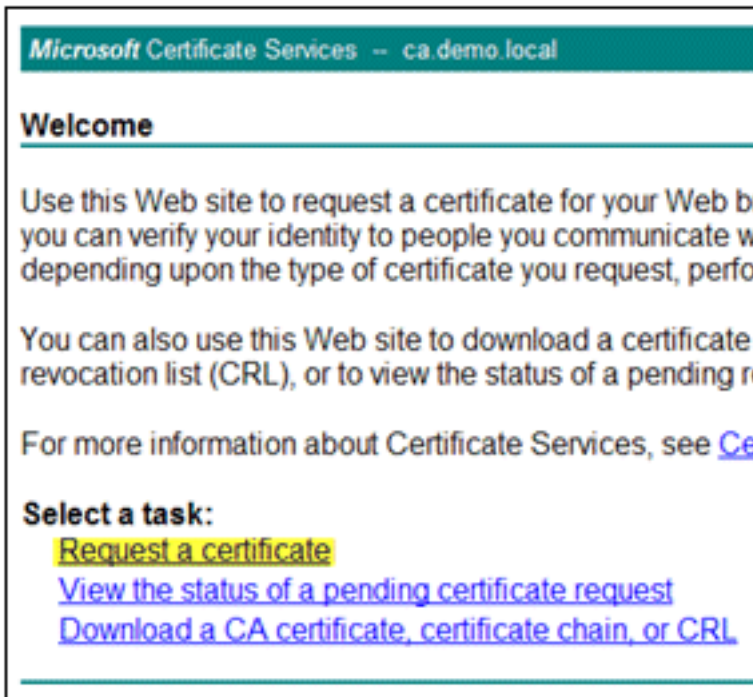 Microsoft Certificate Services -- ca.demo.local
Welcome
Use this Web site to request a certificate for your Web
you can verify your identity to people you communicate
depending upon the type of certificate you request,
You can also use this Web site to download a certificate
revocation list (CRL), or to view the status of a pending
For more information about Certificate Services, see
Select a task:
Request a certificate
View the status of a pending certificate request
Download a CA certificate, certificate chain, or CRL